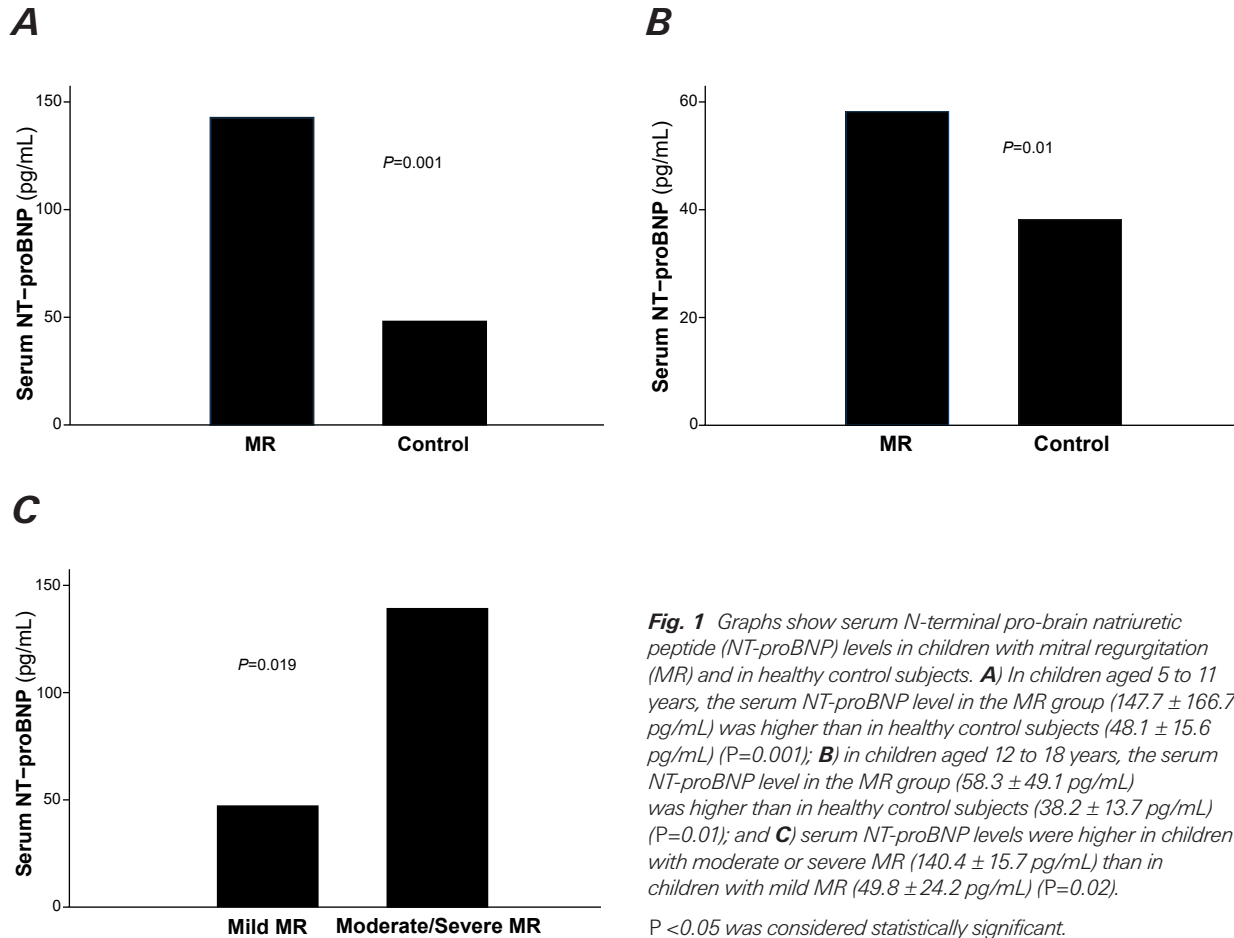 A
150
100
50
0
Serum NT–proBNP (pg/mL)
P=0.001
MR
Control
B
60
40
20
0
Serum NT–proBNP (pg/mL)
P=0.01
MR
Control
C
150
100
50
0
Serum NT–proBNP (pg/mL)
P=0.019
Mild MR
Moderate/Severe MR
Fig. 1 Graphs show serum N-terminal pro-brain natriuretic
peptide (NT-proBNP) levels in children with mitral regurgitation
(MR) and in healthy control subjects. A) In children aged 5 to 11
years, the serum NT-proBNP level in the MR group (147.7 ± 166.7
pg/mL) was higher than in healthy control subjects (48.1 ± 15.6
pg/mL) (P=0.001); B) in children aged 12 to 18 years, the serum
NT-proBNP level in the MR group (58.3 ± 49.1 pg/mL)
was higher than in healthy control subjects (38.2 ± 13.7 pg/mL)
(P=0.01); and C) serum NT-proBNP levels were higher in children
with moderate or severe MR (140.4 ± 15.7 pg/mL) than in
children with mild MR (49.8 ± 24.2 pg/mL) (P=0.02).
P <0.05 was considered statistically significant.